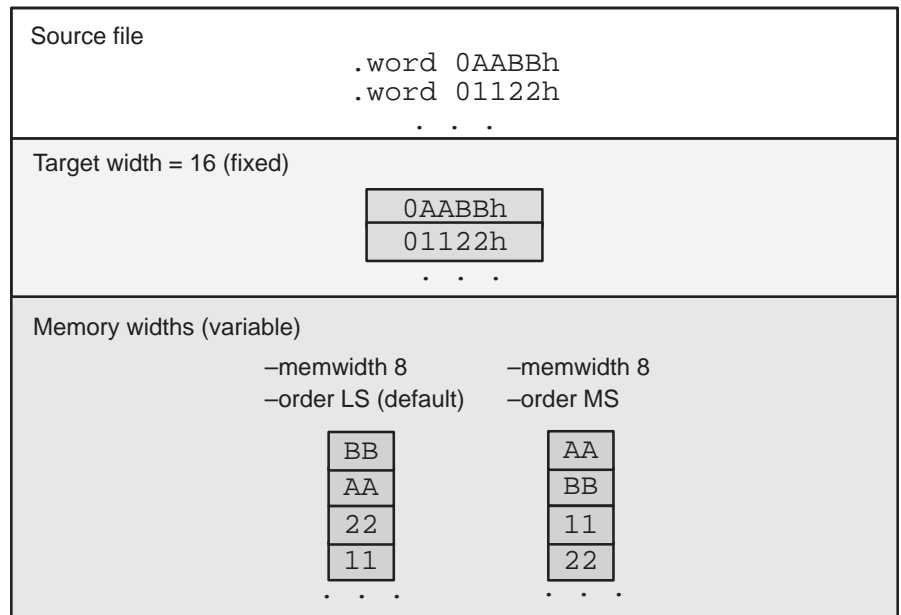 Source file
.word 0AABBh
.word 01122h
. . .
Target width = 16 (fixed)
0AABBh
01122h
. . .
Memory widths (variable)
–memwidth 8 –memwidth 8
–order LS (default) –order MS
BB AA
AA BB
22 11
11 22
. . . . . .